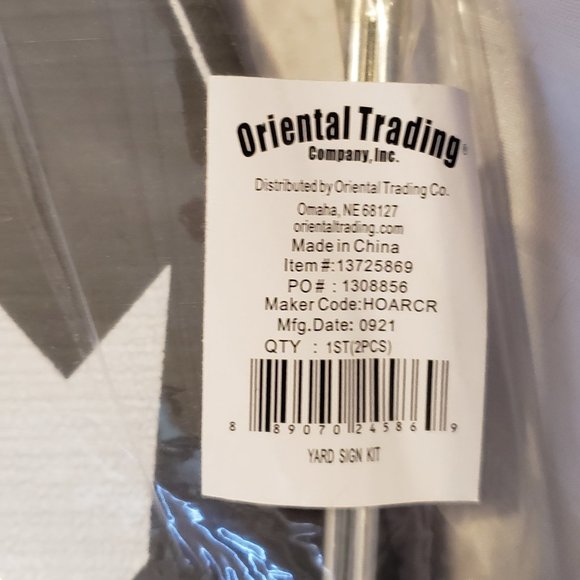 Oriental Trading®
Company, Inc.
Distributed by Oriental Trading Co.
Omaha, NE 68127
orientaltrading.com
Made in China
Item #:13725869
PO# : 1308856
Maker Code:HOARCR
Mfg.Date: 0921
QTY : 1ST(2PCS)
8 89070 24586 9
YARD SIGN KIT